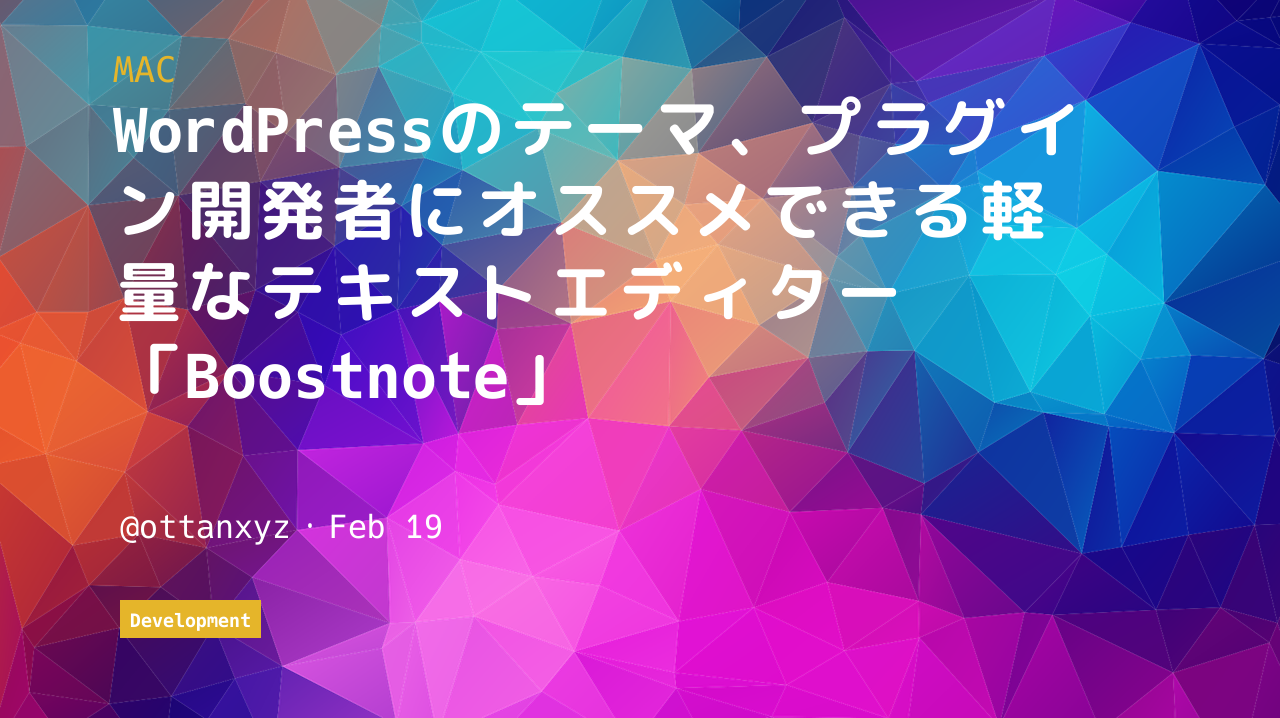 MAC
WordPressのテーマ、プラグイ
ン開発者にオススメできる軽
量なテキストエディター
「Boostnote」
@ottanxyz・Feb 19
Development